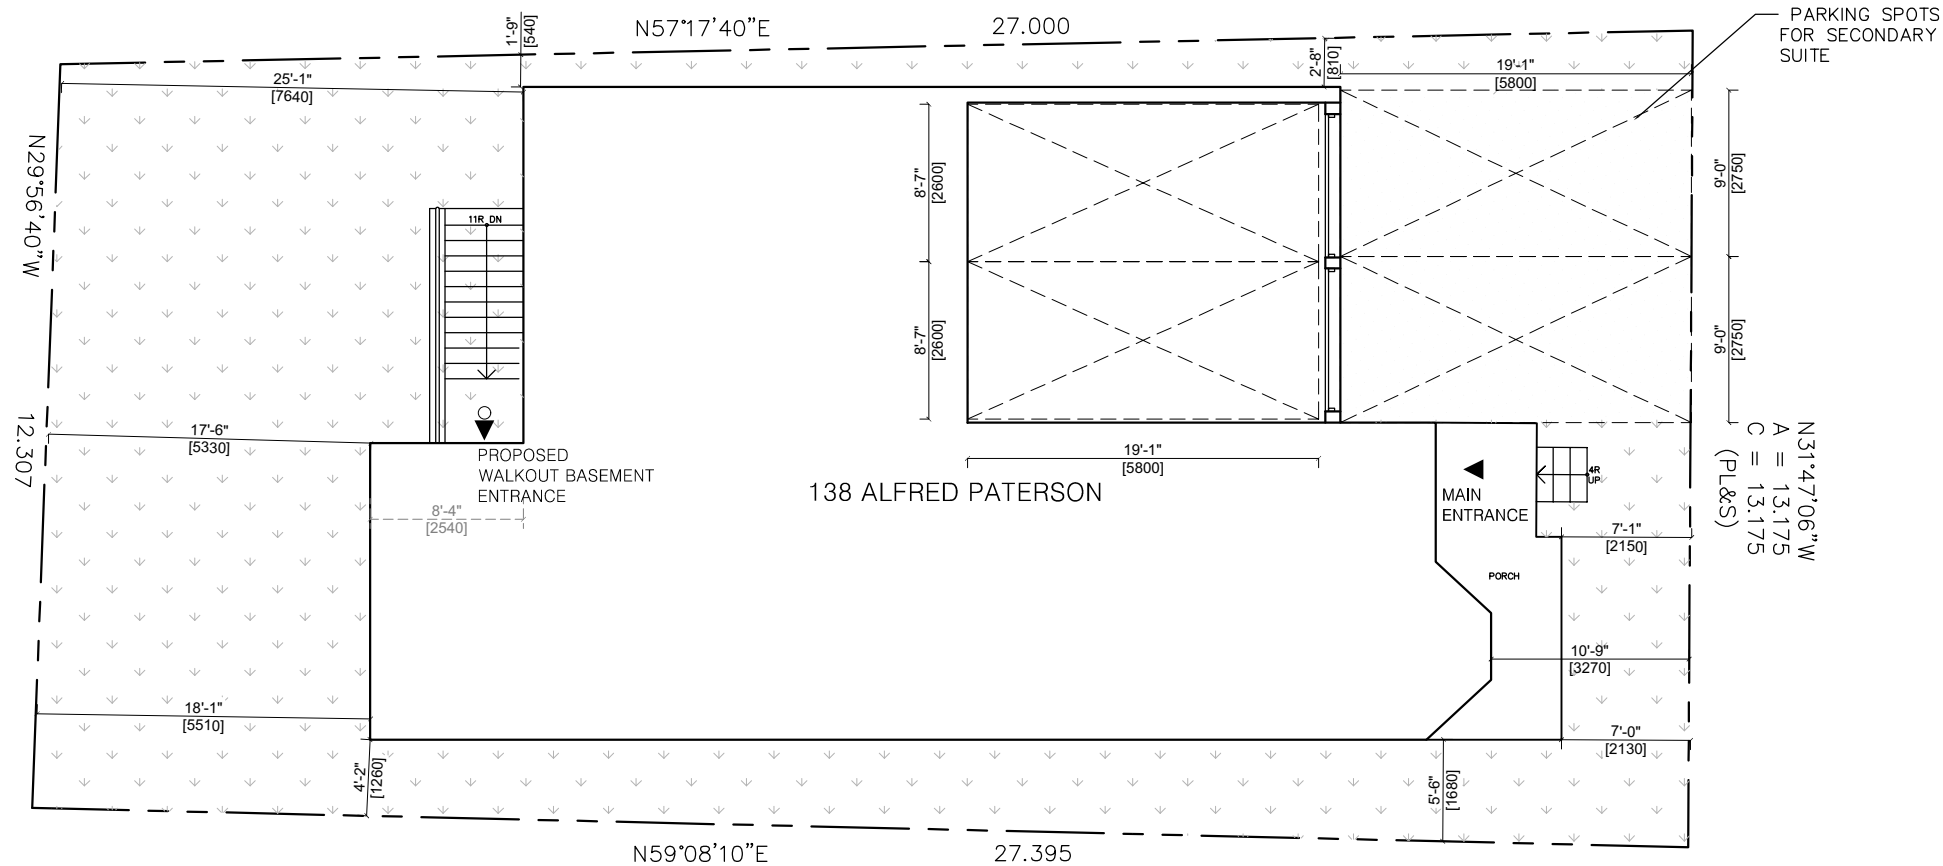 N57°17'40"E
27.000
PARKING SPOTS
FOR SECONDARY
SUITE
1'-9"
[540]
2'-8"
[810]
25'-1"
[7640]
19'-1"
[5800]
N29°56'40"W
12.307
11R DN
8'-7"
[2600]
8'-7"
[2600]
9'-0"
[2750]
9'-0"
[2750]
17'-6"
[5330]
PROPOSED
WALKOUT BASEMENT
ENTRANCE
19'-1"
[5800]
138 ALFRED PATERSON
MAIN
ENTRANCE
4R
UP
N31°47'06"W
A = 13.175
C = 13.175
(PL&S)
8'-4"
[2540]
7'-1"
[2150]
PORCH
10'-9"
[3270]
18'-1"
[5510]
7'-0"
[2130]
4'-2"
[1260]
5'-6"
[1680]
N59°08'10"E
27.395